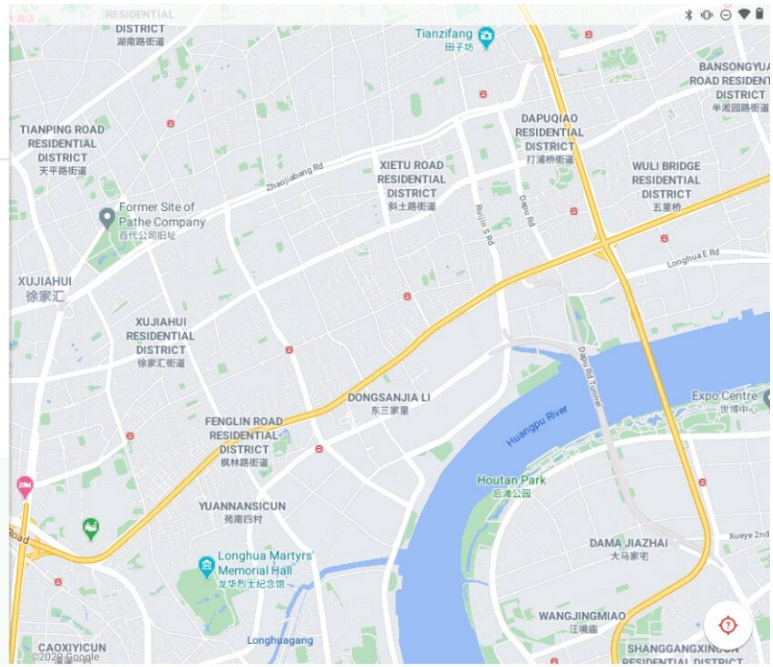 RESIDENTIAL
DISTRICT
湖南路街道
Tianzifang
田子坊
BANSONGYUA
ROAD RESIDENT
DISTRICT
半淞园路街道
TIANPING ROAD
RESIDENTIAL
DISTRICT
天平路街道
DAPUQIAO
RESIDENTIAL
DISTRICT
打浦桥街道
XIETU ROAD
RESIDENTIAL
DISTRICT
斜土路街道
WULI BRIDGE
RESIDENTIAL
DISTRICT
五里桥
Zhaojiabang Rd
Former Site of
Pathe Company
百代公司旧址
Ruijin S Rd
Dapu Rd
Longhua E Rd
XUJIAHUI
徐家汇
XUJIAHUI
RESIDENTIAL
DISTRICT
徐家汇街道
Dapu Rd Tunnel
DONGSANJIA LI
东三家里
Expo Centre
世博中心
Huangpu River
FENGLIN ROAD
RESIDENTIAL
DISTRICT
枫林路街道
Houtan Park
后滩公园
YUANNANSICUN
苑南四村
Road
Xueye 2nd
DAMA JIAZHAI
大马家宅
Longhua Martyrs'
Memorial Hall
龙华烈士纪念馆
WANGJINGMIAO
汪境庙
Longhuagang
CAOXIYICUN
©2020 Google
SHANGGANGXINCUN
RESIDENTIAL DISTRICT